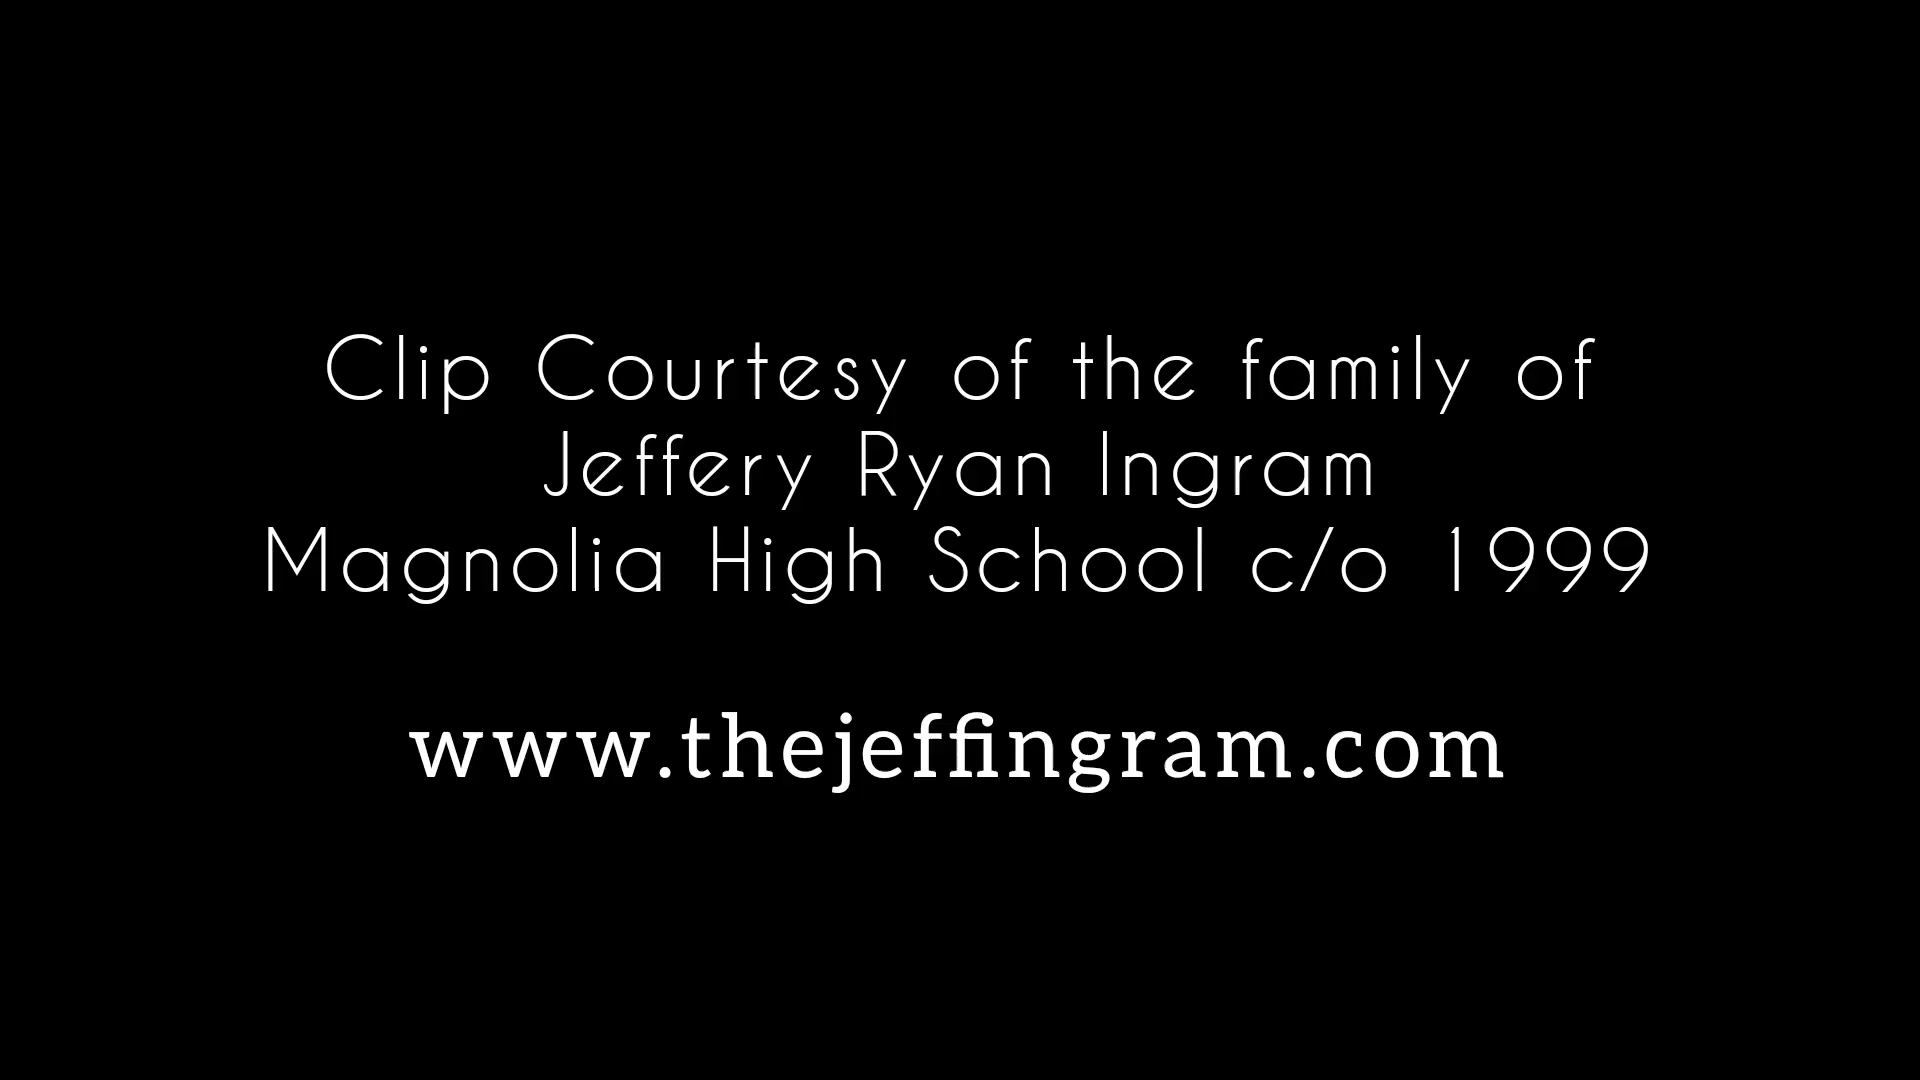 Clip Courtesy of the family of
Jeffery Ryan Ingram
Magnolia High School c/o 1999
www.thejeffingram.com